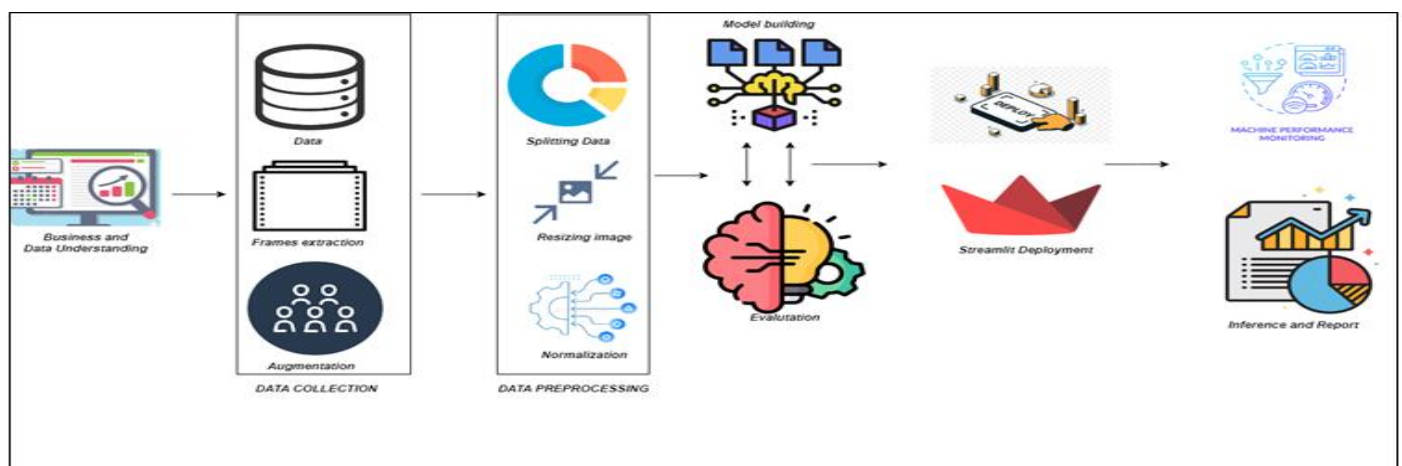 Business and
Data Understanding
Data
Frames extraction
Augmentation
DATA COLLECTION
Splitting Data
Resizing image
Normalization
DATA PREPROCESSING
Model building
Evalutation
DEPLOY
Streamlit Deployment
MACHINE PERFORMANCE
MONITORING
Inference and Report